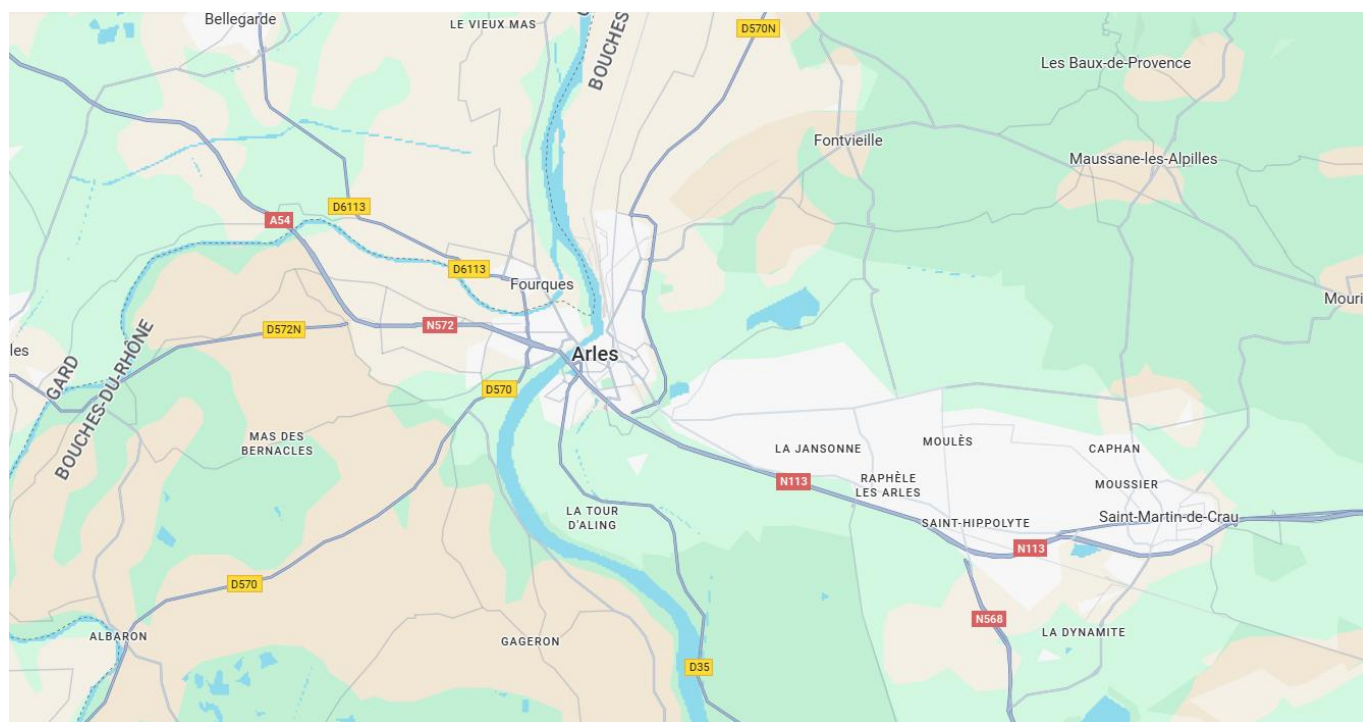 Bellegarde
LE VIEUX MAS
BOUCHES
D570N
Les Baux-de-Provence
Fontvieille
Maussane-les-Alpilles
D6113
A54
D6113
Fourques
Mouri
N572
D572N
les
Arles
GARD
BOUCHES-DU-RHÔNE
D570
MAS DES
BERNACLES
LA JANSONNE
MOULÈS
CAPHAN
N113
RAPHÈLE
LES ARLES
MOUSSIER
LA TOUR
D'ALING
SAINT-HIPPOLYTE
Saint-Martin-de-Crau
N113
D570
N568
ALBARON
GAGERON
LA DYNAMITE
D35